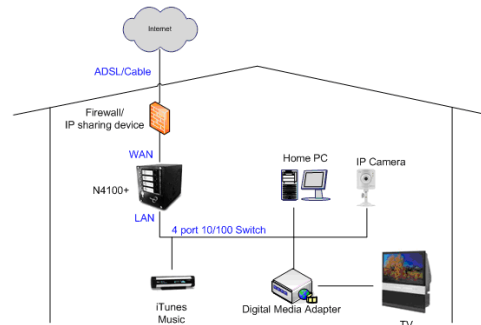 Internet
ADSL/Cable
Firewall/
IP sharing device
WAN
Home PC
IP Camera
N4100+
LAN
4 port 10/100 Switch
iTunes
Music
Digital Media Adapter
TV